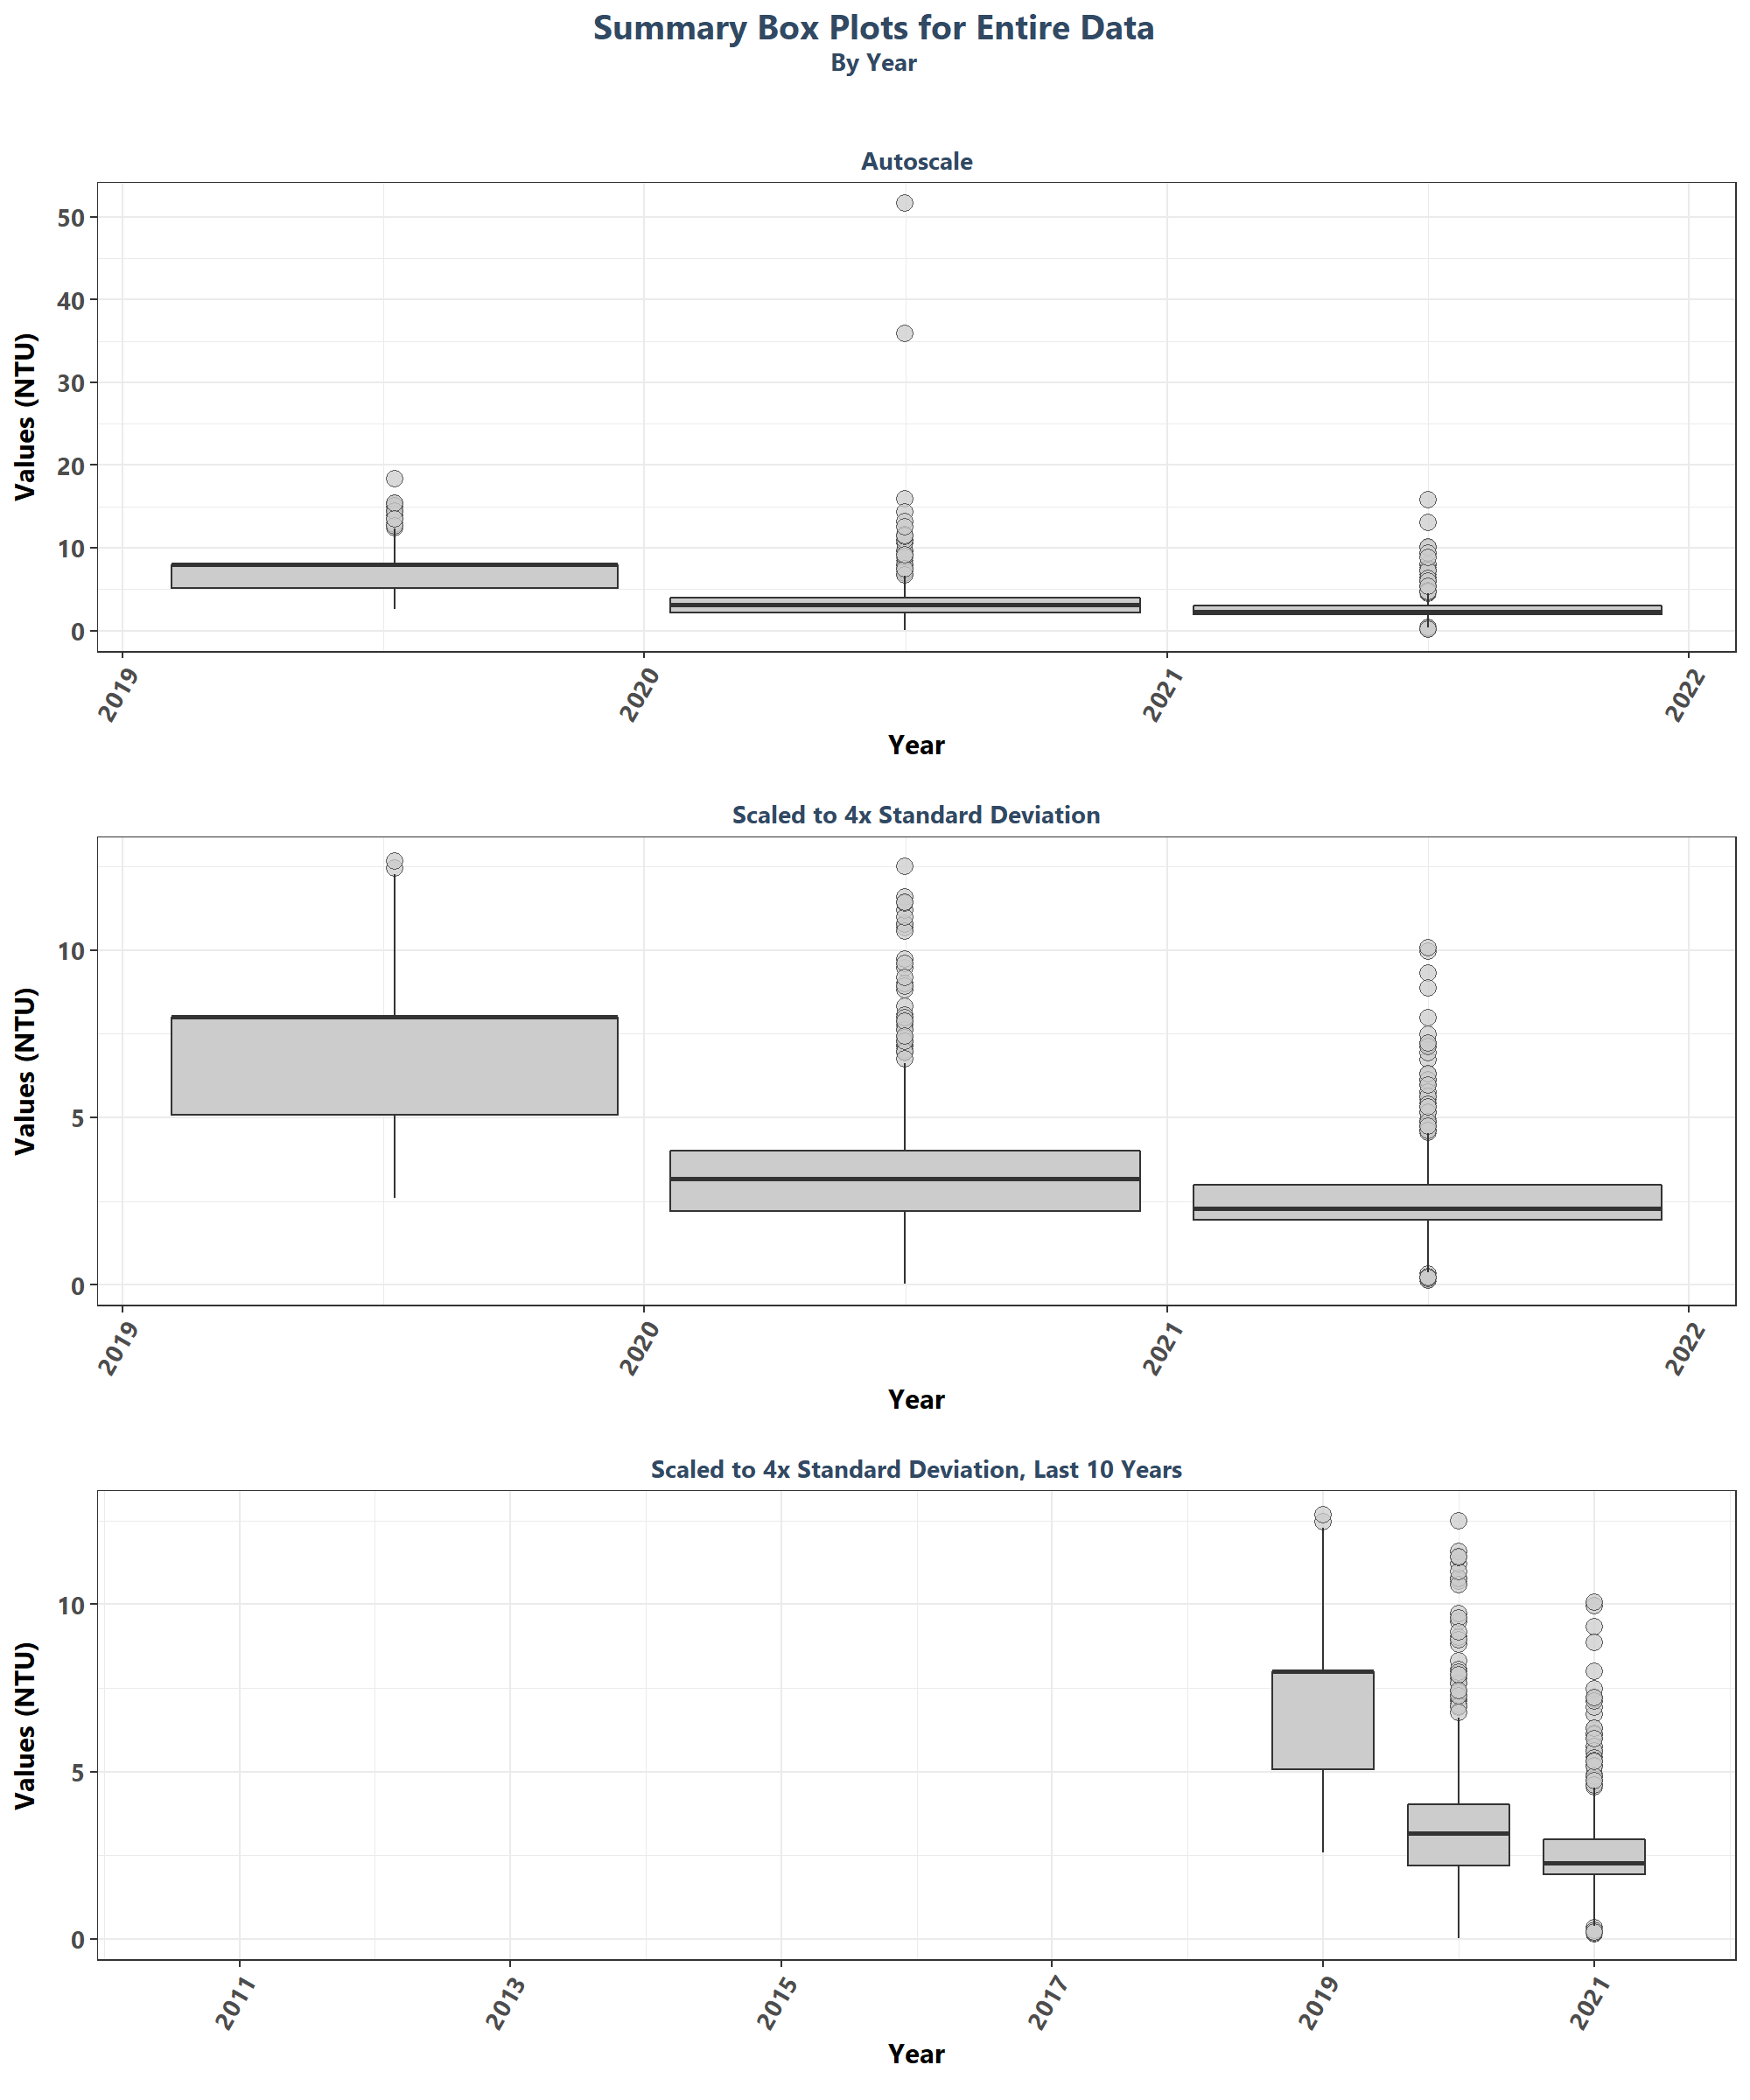 Summary Box Plots for Entire Data
By Year
Autoscale
Values (NTU)
50
40
30
20
10
0
2019
2020
2021
2022
Year
Scaled to 4x Standard Deviation
Values (NTU)
10
5
0
2019
2020
2021
2022
Year
Scaled to 4x Standard Deviation, Last 10 Years
Values (NTU)
10
5
0
2011
2013
2015
2017
2019
2021
Year